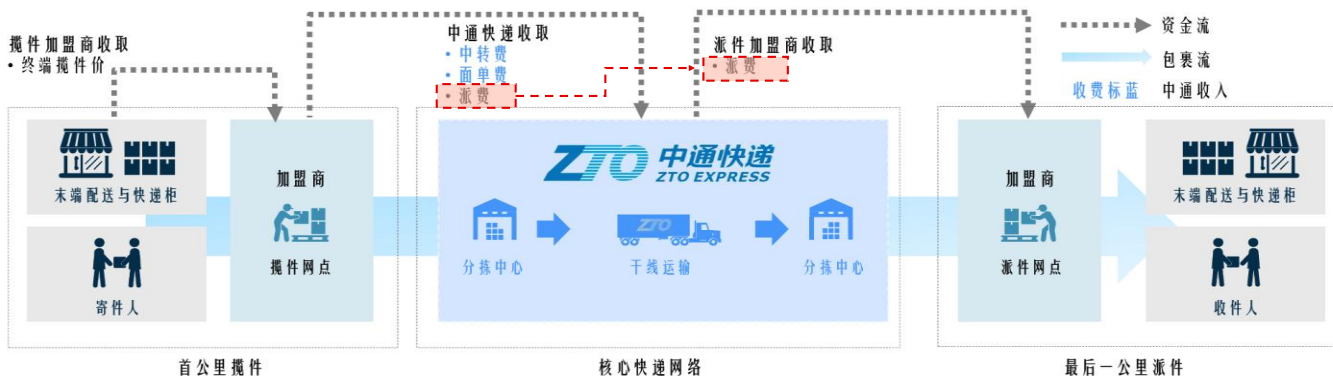 揽件加盟商收取
• 终端揽件价
中通快递收取
• 中转费
• 面单费
• 派费
派件加盟商收取
• 派费
资金流
包裹流
收费标蓝 中通收入
末端配送与快递柜
寄件人
加盟商
揽件网点
ZTO 中通快递
ZTO EXPRESS
分拣中心
ZTO
干线运输
分拣中心
加盟商
派件网点
末端配送与快递柜
收件人
首公里揽件
核心快递网络
最后一公里派件